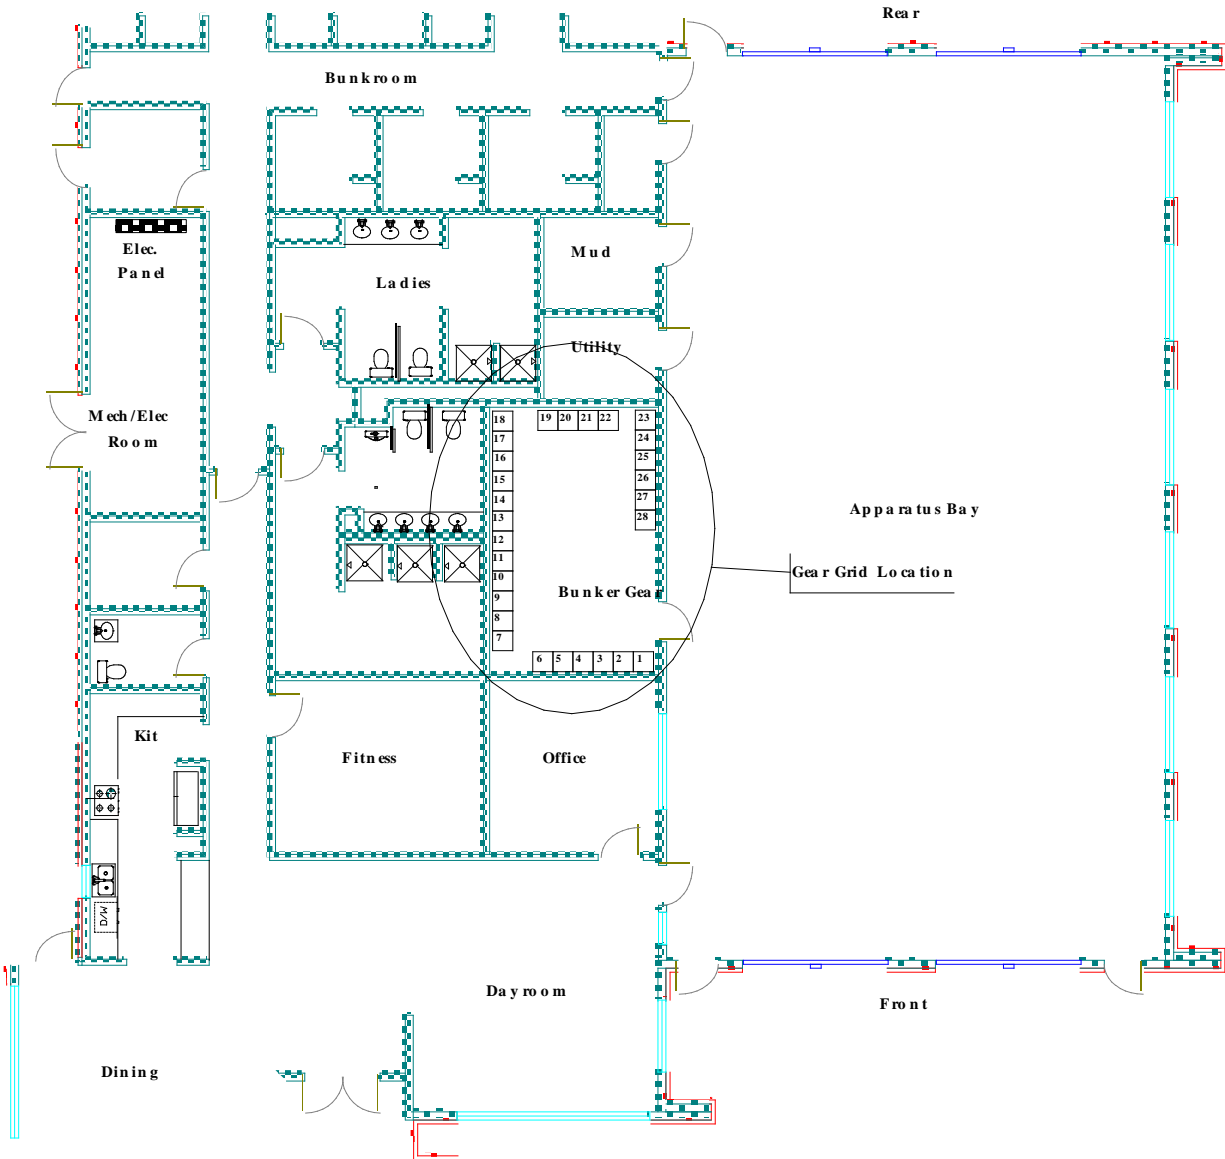 Rear
Bunkroom
Elec.
Panel
Mud
Ladies
Utility
Mech/Elec
Room
18
17
16
15
14
13
12
11
10
9
8
7
19 20 21 22
23
24
25
26
27
28
Apparatus Bay
Gear Grid Location
Bunker Gear
6 5 4 3 2 1
Kit
Fitness
Office
D/W
Dayroom
Front
Dining